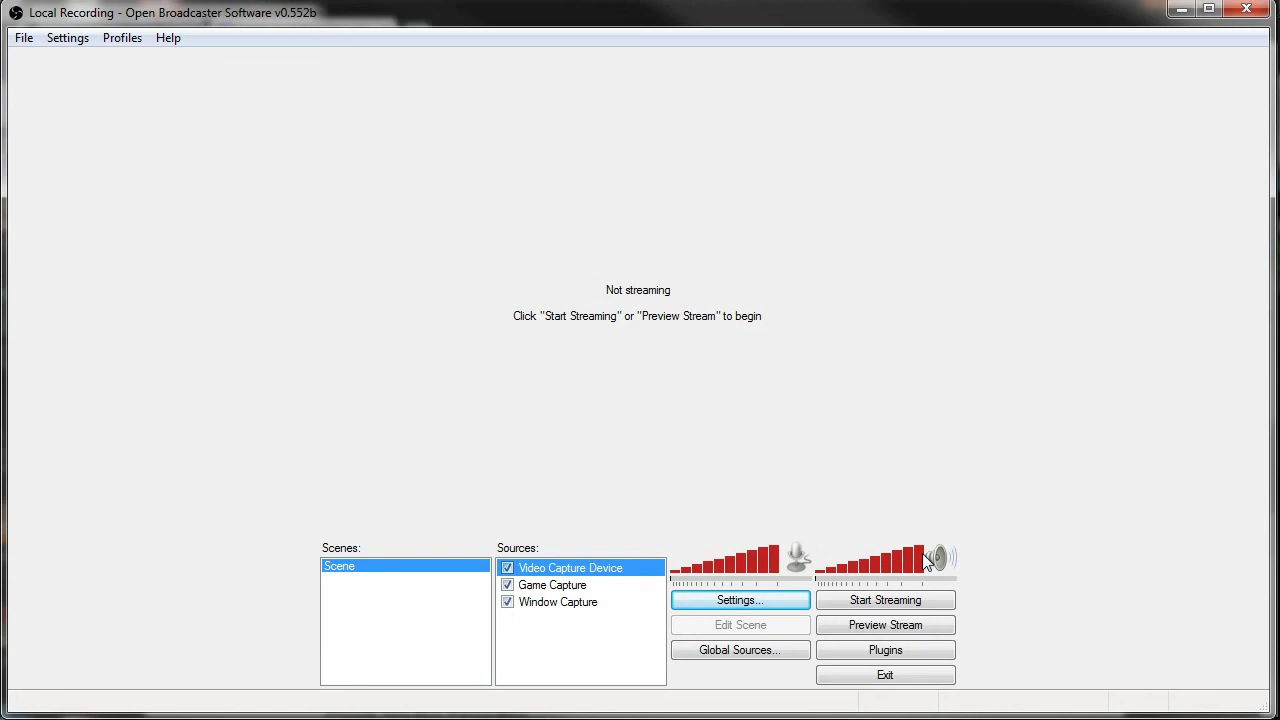 Local Recording - Open Broadcaster Software v0.552b
File Settings Profiles Help
Not streaming
Click "Start Streaming" or "Preview Stream" to begin
Scenes:
Scene
Sources:
Video Capture Device
Game Capture
Window Capture
Settings...
Start Streaming
Edit Scene
Preview Stream
Global Sources...
Plugins
Exit